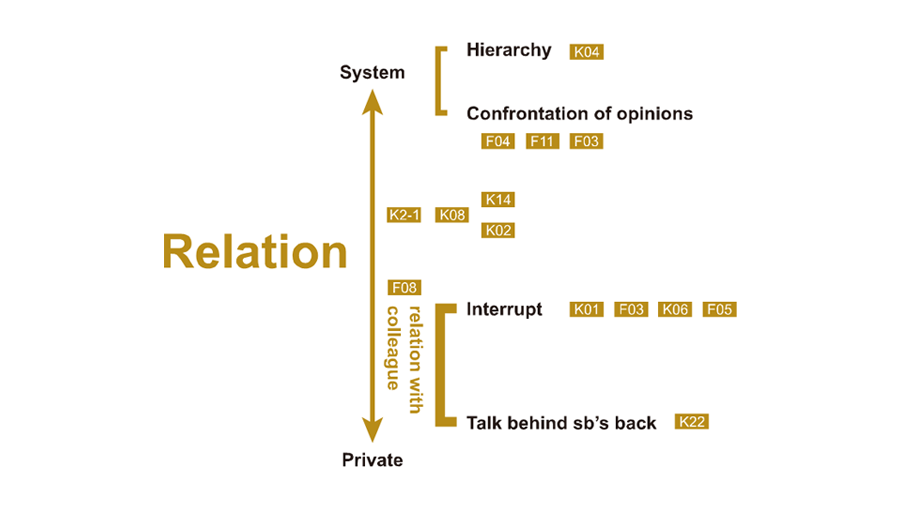 Hierarchy K04
System
Confrontation of opinions
F04 F11 F03
K14
K2-1 K08
K02
Relation
F08
relation with
colleague
Interrupt K01 F03 K06 F05
Talk behind sb's back K22
Private